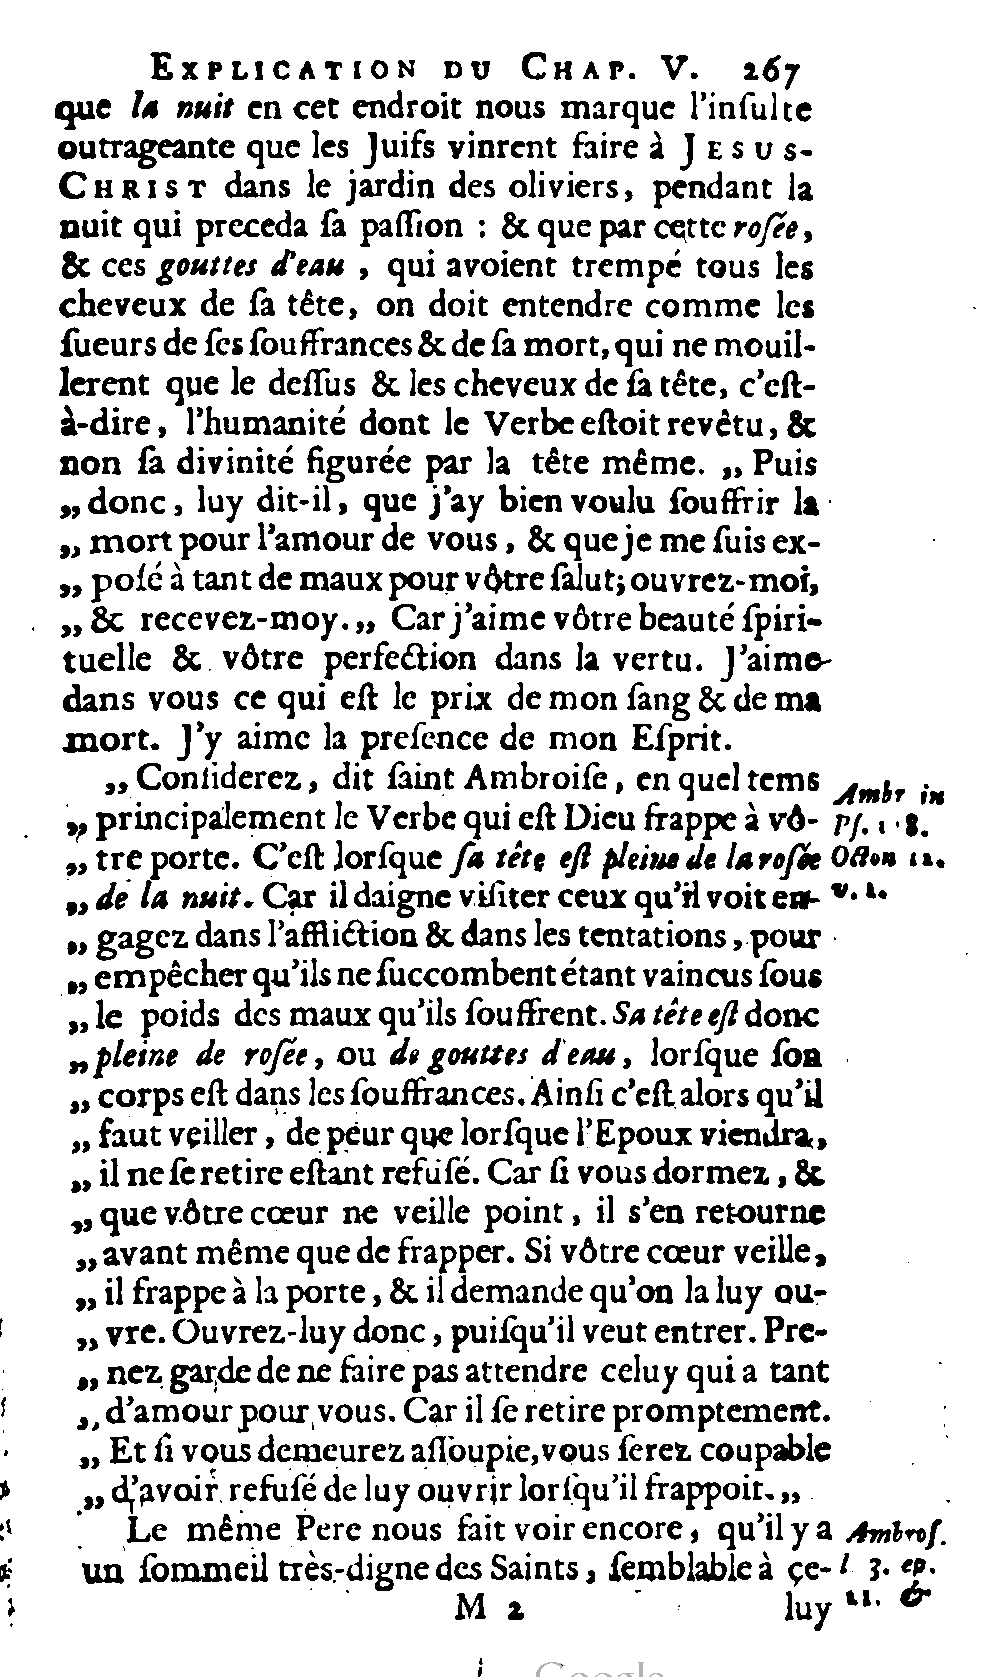 EXPLICATION DU CHAP. V. 267
que la nuit en cet endroit nous marque l'inſulte
outrageante que les Juifs vinrent faire à JESUS-
CHRIST dans le jardin des oliviers, pendant la
nuit qui preceda ſa paſſion : & que par cette roſée,
& ces gouttes d'eau , qui avoient trempé tous les
cheveux de ſa tête, on doit entendre comme les
ſueurs de ſes ſouffrances & de ſa mort, qui ne mouil-
lerent que le deſſus & les cheveux de ſa tête, c'eſt-
à-dire, l'humanité dont le Verbe eſtoit revêtu, &
non ſa divinité figurée par la tête même. „ Puis
„ donc, luy dit-il, que j'ay bien voulu ſouffrir la
„ mort pour l'amour de vous, & que je me ſuis ex-
„ poſé à tant de maux pour vôtre ſalut; ouvrez-moi,
„ & recevez-moy. „ Car j'aime vôtre beauté ſpiri-
tuelle & vôtre perfection dans la vertu. J'aime
dans vous ce qui eſt le prix de mon ſang & de ma
mort. J'y aime la preſence de mon Eſprit.
„ Conſiderez, dit ſaint Ambroiſe, en quel tems
„ principalement le Verbe qui eſt Dieu frappe à vô-
„ tre porte. C'eſt lorſque ſa tête eſt pleine de la roſée
„ de la nuit. Car il daigne viſiter ceux qu'il voit en-
„ gagez dans l'affliction & dans les tentations, pour
„ empêcher qu'ils ne ſuccombent étant vaincus ſous
„ le poids des maux qu'ils ſouffrent. Sa tête eſt donc
„ pleine de roſée, ou de gouttes d'eau, lorſque ſon
„ corps eſt dans les ſouffrances. Ainſi c'eſt alors qu'il
„ faut veiller, de peur que lorſque l'Epoux viendra,
„ il ne ſe retire eſtant refuſé. Car ſi vous dormez, &
„ que vôtre cœur ne veille point, il s'en retourne
„ avant même que de frapper. Si vôtre cœur veille,
„ il frappe à la porte, & il demande qu'on la luy ou-
„ vre. Ouvrez-luy donc, puiſqu'il veut entrer. Pre-
„ nez garde de ne faire pas attendre celuy qui a tant
„ d'amour pour vous. Car il ſe retire promptement.
„ Et ſi vous demeurez aſſoupie, vous ſerez coupable
„ d'avoir refuſé de luy ouvrir lorſqu'il frappoit. „
Le même Pere nous fait voir encore, qu'il y a
un ſommeil très-digne des Saints, ſemblable à ce-
M 2 luy
Ambr in
Pſ. 118.
Octon 12.
v. 1.
Ambroſ.
l 3. ep.
11. &
Google